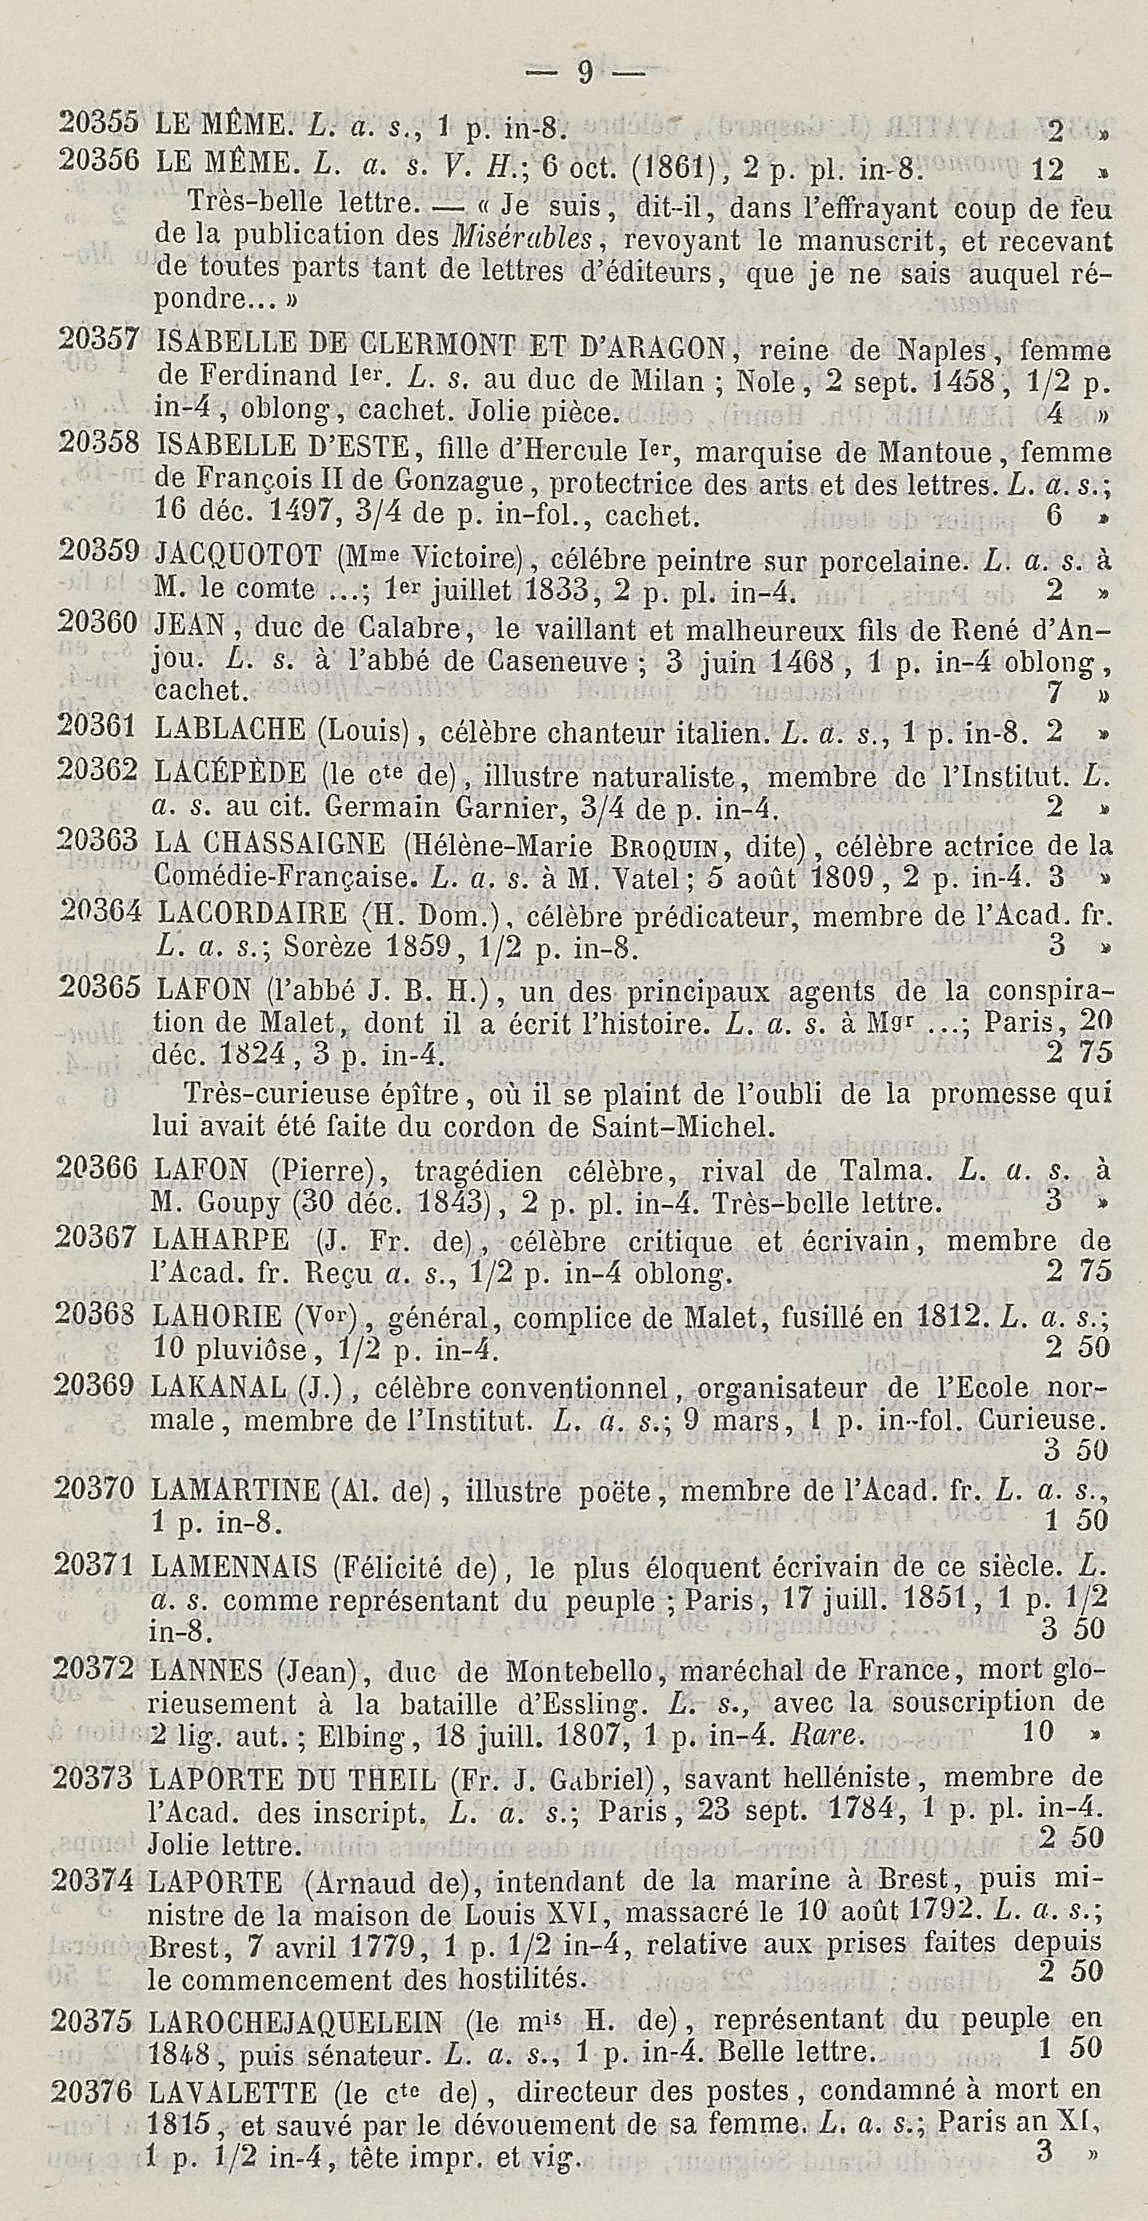 — 9 —
20355 LE MÊME. L. a. s., 1 p. in-8. 2 »
20356 LE MÊME. L. a. s. V. H.; 6 oct. (1861), 2 p. pl. in-8. 12 »
Très-belle lettre. — « Je suis, dit-il, dans l'effrayant coup de feu
de la publication des Misérables, revoyant le manuscrit, et recevant
de toutes parts tant de lettres d'éditeurs, que je ne sais auquel ré-
pondre... »
20357 ISABELLE DE CLERMONT ET D'ARAGON, reine de Naples, femme
de Ferdinand Ier. L. s. au duc de Milan ; Nole, 2 sept. 1458, 1/2 p.
in-4, oblong, cachet. Jolie pièce. 4 »
20358 ISABELLE D'ESTE, fille d'Hercule Ier, marquise de Mantoue, femme
de François II de Gonzague, protectrice des arts et des lettres. L. a. s.;
16 déc. 1497, 3/4 de p. in-fol., cachet. 6 »
20359 JACQUOTOT (Mme Victoire), célébre peintre sur porcelaine. L. a. s. à
M. le comte ...; 1er juillet 1833, 2 p. pl. in-4. 2 »
20360 JEAN, duc de Calabre, le vaillant et malheureux fils de René d'An-
jou. L. s. à l'abbé de Caseneuve ; 3 juin 1468, 1 p. in-4 oblong,
cachet. 7 »
20361 LABLACHE (Louis), célèbre chanteur italien. L. a. s., 1 p. in-8. 2 »
20362 LACÉPÈDE (le cte de), illustre naturaliste, membre de l'Institut. L.
a. s. au cit. Germain Garnier, 3/4 de p. in-4. 2 »
20363 LA CHASSAIGNE (Hélène-Marie BROQUIN, dite), célèbre actrice de la
Comédie-Française. L. a. s. à M. Vatel; 5 août 1809, 2 p. in-4. 3 »
20364 LACORDAIRE (H. Dom.), célèbre prédicateur, membre de l'Acad. fr.
L. a. s.; Sorèze 1859, 1/2 p. in-8. 3 »
20365 LAFON (l'abbé J. B. H.), un des principaux agents de la conspira-
tion de Malet, dont il a écrit l'histoire. L. a. s. à Mgr ...; Paris, 20
déc. 1824, 3 p. in-4. 2 75
Très-curieuse épître, où il se plaint de l'oubli de la promesse qui
lui avait été faite du cordon de Saint-Michel.
20366 LAFON (Pierre), tragédien célèbre, rival de Talma. L. a. s. à
M. Goupy (30 déc. 1843), 2 p. pl. in-4. Très-belle lettre. 3 »
20367 LAHARPE (J. Fr. de), célèbre critique et écrivain, membre de
l'Acad. fr. Reçu a. s., 1/2 p. in-4 oblong. 2 75
20368 LAHORIE (Vor), général, complice de Malet, fusillé en 1812. L. a. s.;
10 pluviôse, 1/2 p. in-4. 2 50
20369 LAKANAL (J.), célèbre conventionnel, organisateur de l'Ecole nor-
male, membre de l'Institut. L. a. s.; 9 mars, 1 p. in-fol. Curieuse.
3 50
20370 LAMARTINE (Al. de), illustre poëte, membre de l'Acad. fr. L. a. s.,
1 p. in-8. 1 50
20371 LAMENNAIS (Félicité de), le plus éloquent écrivain de ce siècle. L.
a. s. comme représentant du peuple ; Paris, 17 juill. 1851, 1 p. 1/2
in-8. 3 50
20372 LANNES (Jean), duc de Montebello, maréchal de France, mort glo-
rieusement à la bataille d'Essling. L. s., avec la souscription de
2 lig. aut. ; Elbing, 18 juill. 1807, 1 p. in-4. Rare. 10 »
20373 LAPORTE DU THEIL (Fr. J. Gabriel), savant helléniste, membre de
l'Acad. des inscript. L. a. s.; Paris, 23 sept. 1784, 1 p. pl. in-4.
Jolie lettre. 2 50
20374 LAPORTE (Arnaud de), intendant de la marine à Brest, puis mi-
nistre de la maison de Louis XVI, massacré le 10 août 1792. L. a. s.;
Brest, 7 avril 1779, 1 p. 1/2 in-4, relative aux prises faites depuis
le commencement des hostilités. 2 50
20375 LAROCHEJAQUELEIN (le mis H. de), représentant du peuple en
1848, puis sénateur. L. a. s., 1 p. in-4. Belle lettre. 1 50
20376 LAVALETTE (le cte de), directeur des postes, condamné à mort en
1815, et sauvé par le dévouement de sa femme. L. a. s.; Paris an XI,
1 p. 1/2 in-4, tête impr. et vig. 3 »